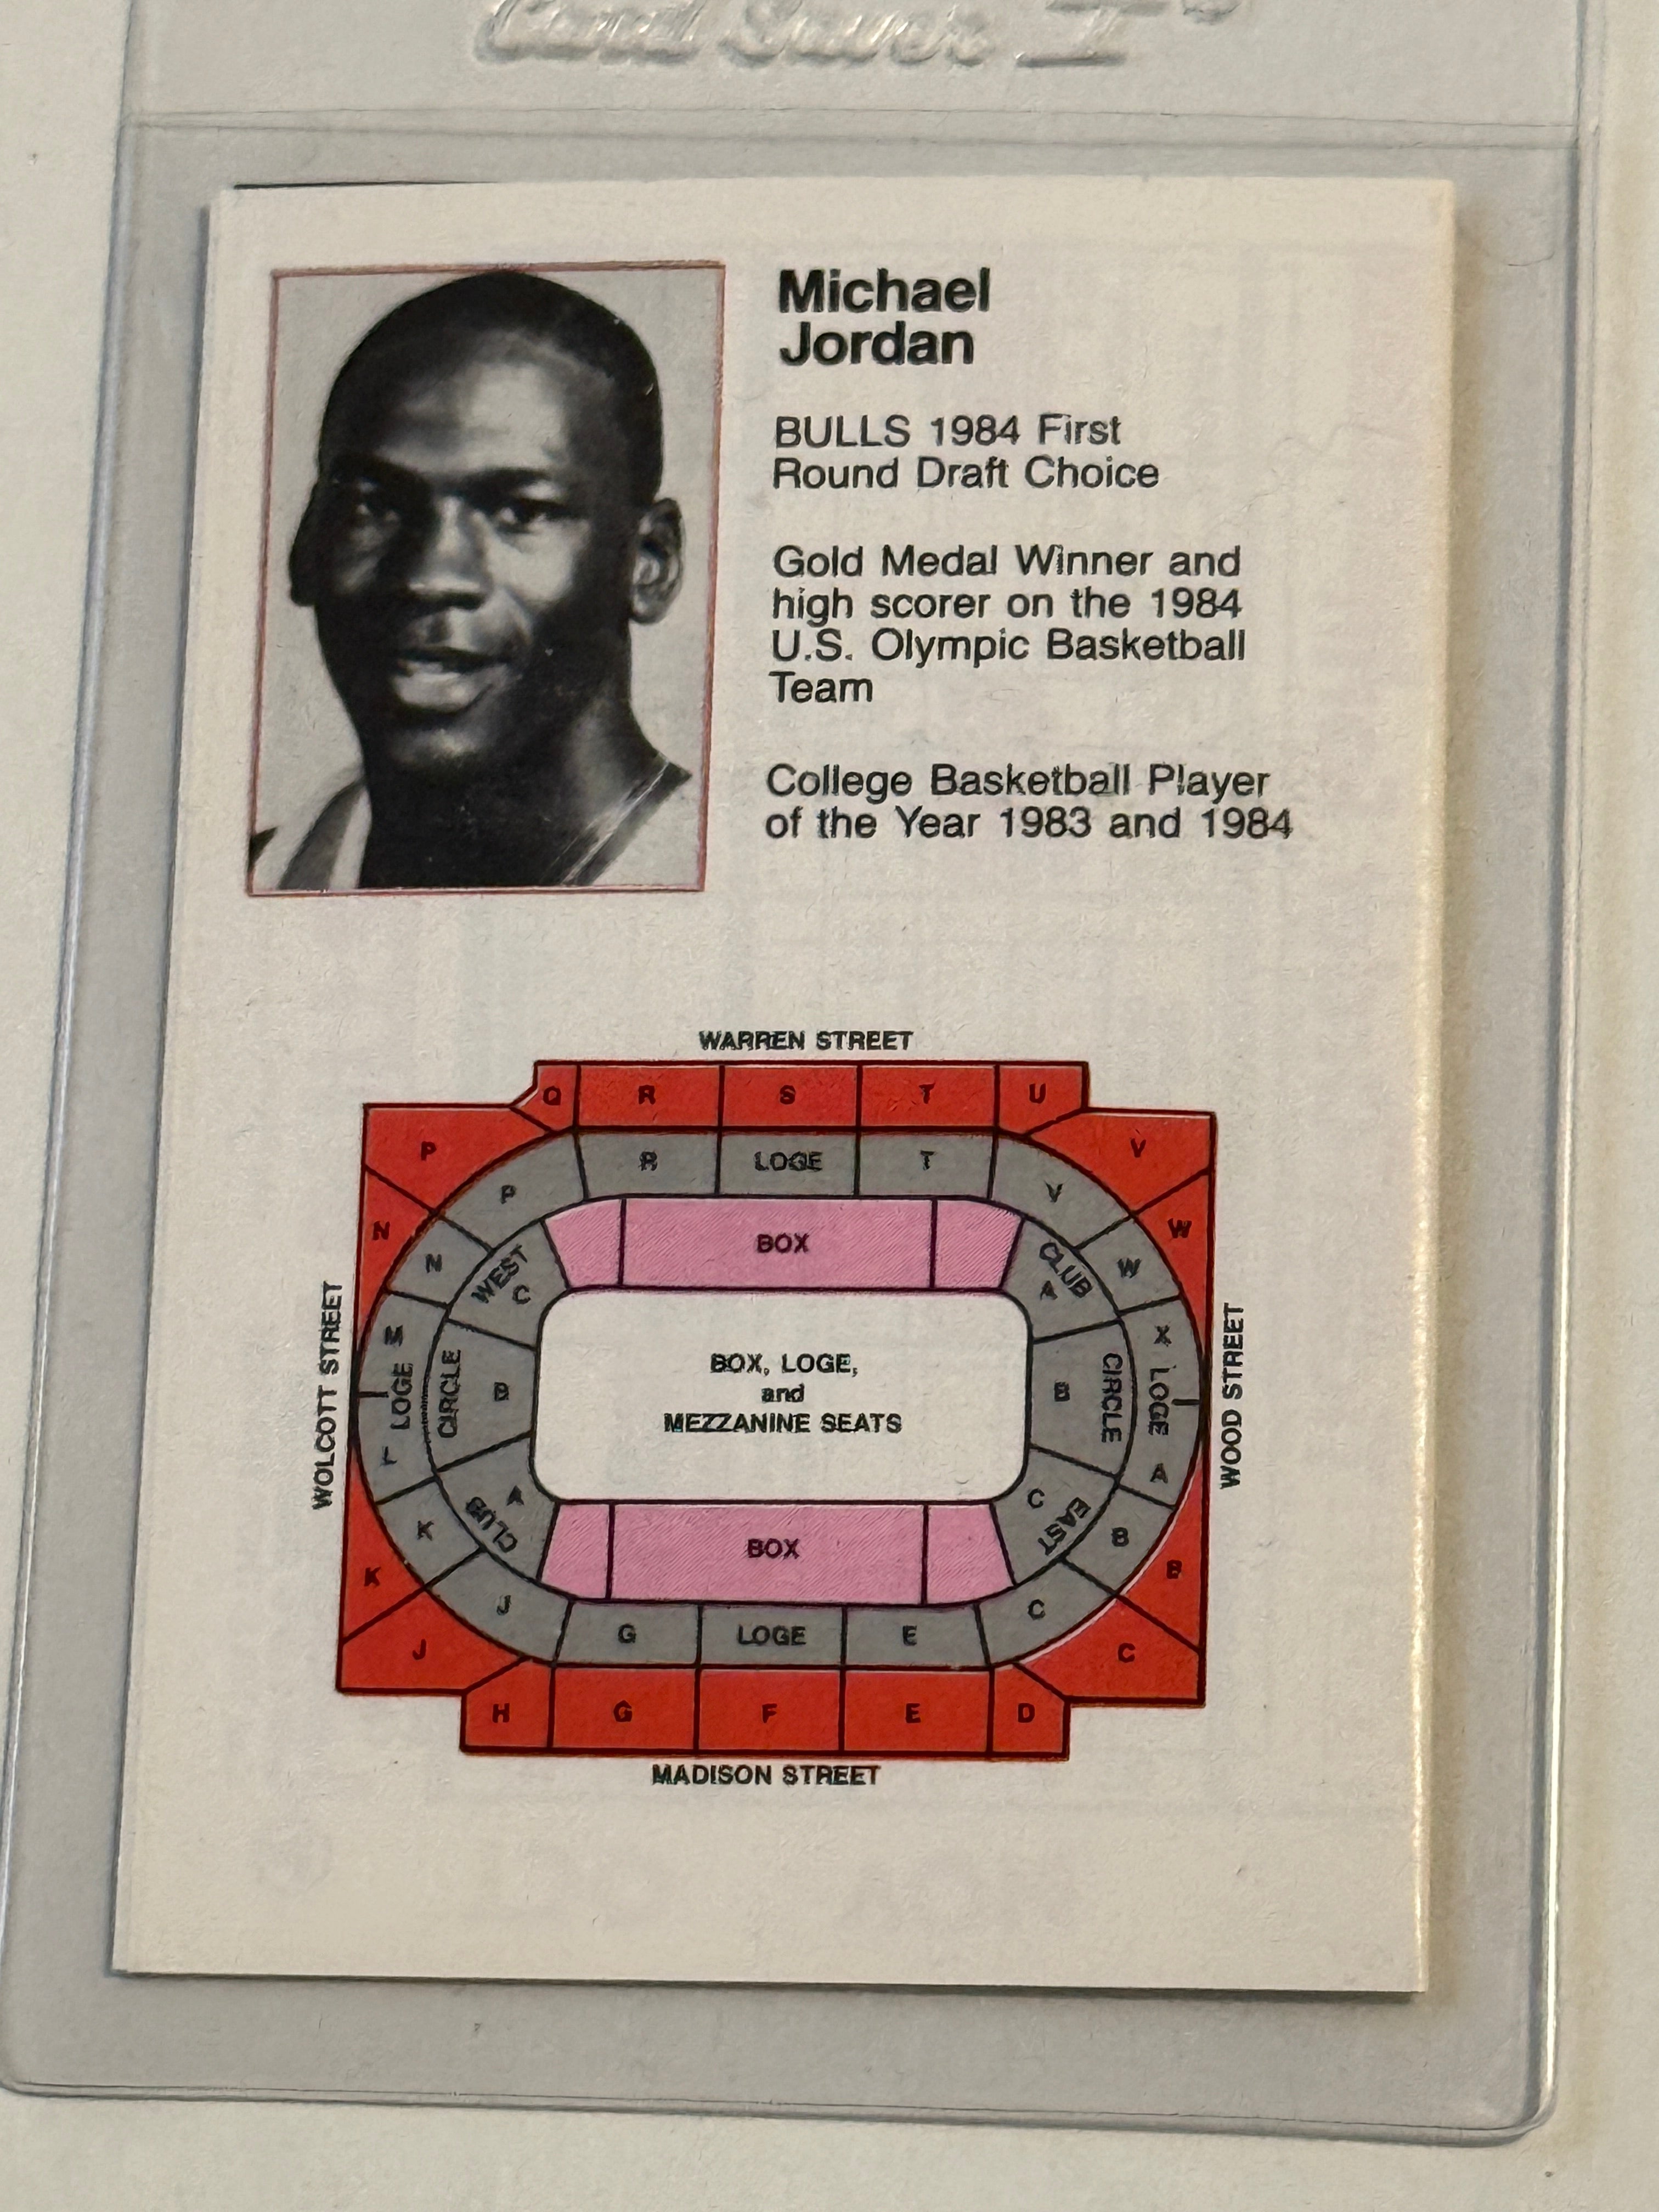 Card Saver I
Michael
Jordan
BULLS 1984 First
Round Draft Choice
Gold Medal Winner and
high scorer on the 1984
U.S. Olympic Basketball
Team
College Basketball Player
of the Year 1983 and 1984
WARREN STREET
Q R S T U
P V
R LOGE T
P V
N W
N W
WEST CLUB
C A
BOX
WOLCOTT STREET
M X
LOGE CIRCLE B
BOX, LOGE,
and
MEZZANINE SEATS
B CIRCLE LOGE
WOOD STREET
L A
A C
CLUB EAST
K B
K B
BOX
J C
G LOGE E
J C
H G F E D
MADISON STREET